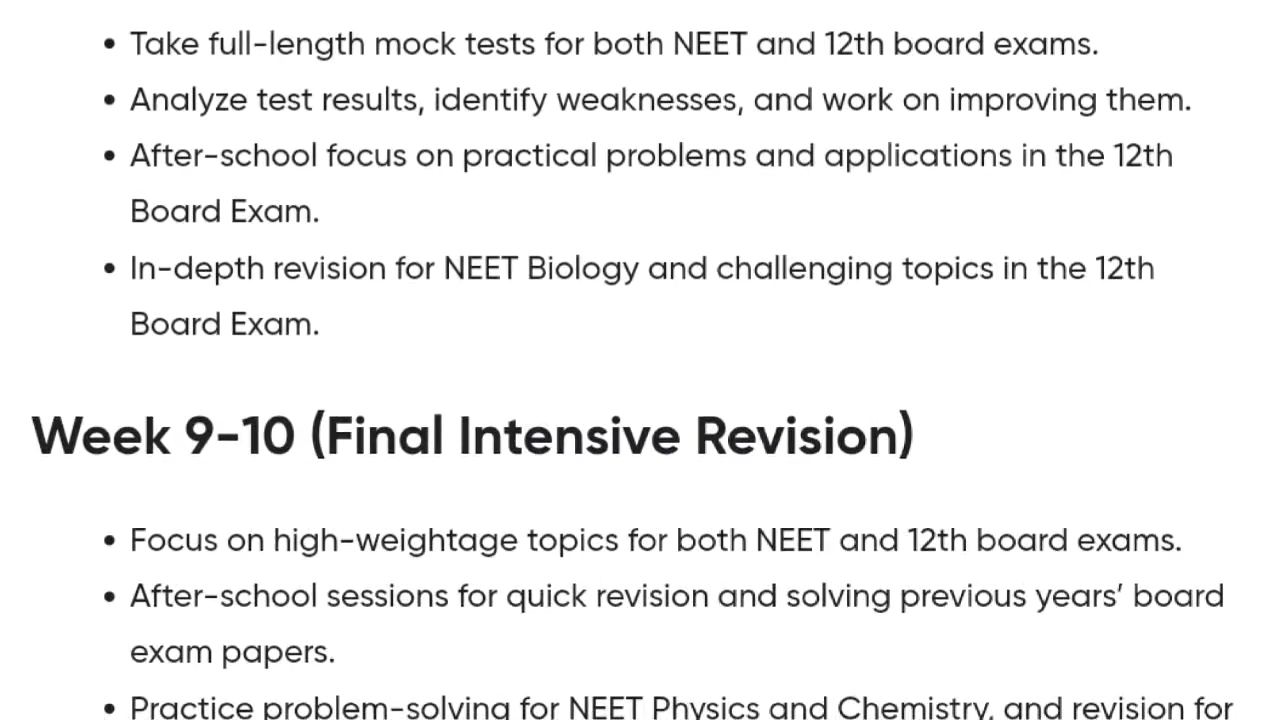 • Take full-length mock tests for both NEET and 12th board exams.
• Analyze test results, identify weaknesses, and work on improving them.
• After-school focus on practical problems and applications in the 12th
Board Exam.
• In-depth revision for NEET Biology and challenging topics in the 12th
Board Exam.
Week 9-10 (Final Intensive Revision)
• Focus on high-weightage topics for both NEET and 12th board exams.
• After-school sessions for quick revision and solving previous years’ board
exam papers.
• Practice problem-solving for NEET Physics and Chemistry, and revision for